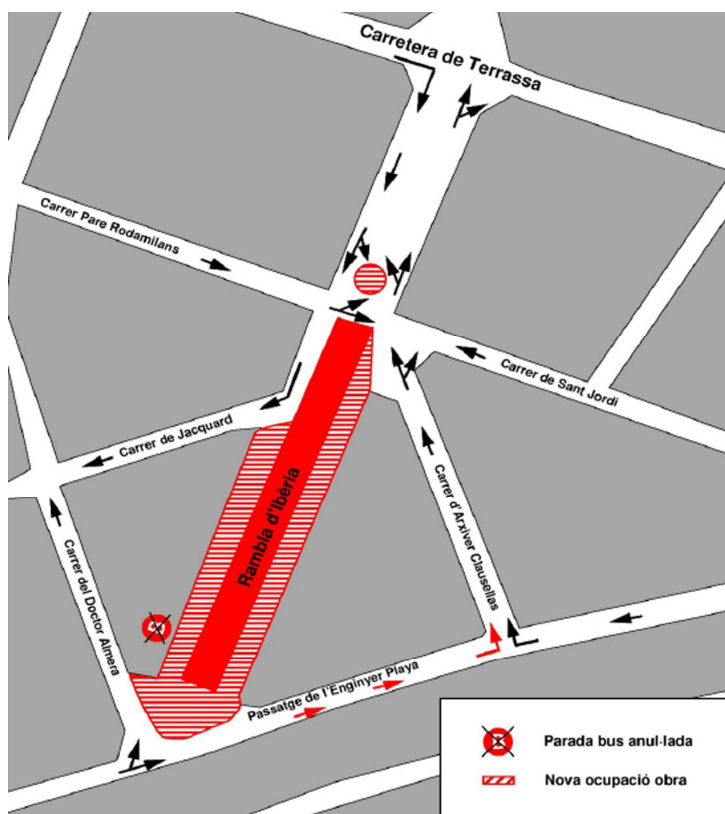 Carretera de Terrassa
Carrer Pare Rodamilans
Carrer de Sant Jordi
Carrer de Jacquard
Rambla d'Ibèria
Carrer d'Arxiver Clausellas
Carrer del Doctor Almera
Passatge de l'Enginyer Playa
Parada bus anul·lada
Nova ocupació obra